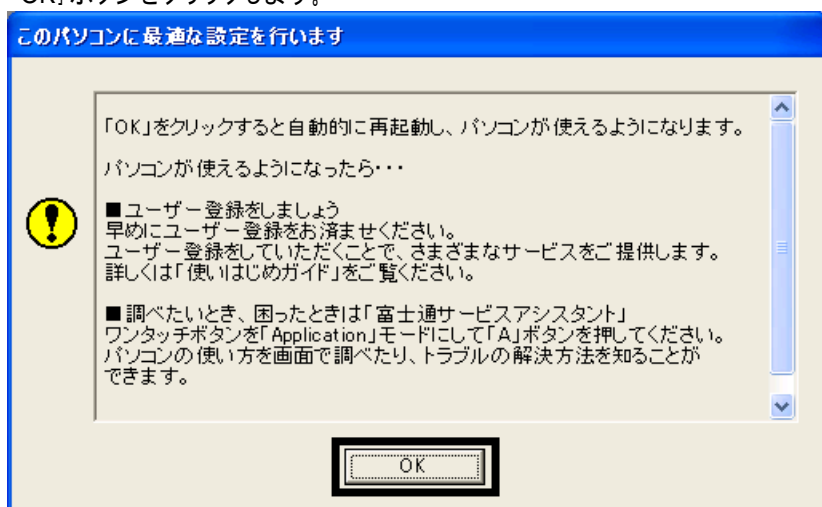 OK]ボタンをクリックします。
このパソコンに最適な設定を行います
「OK」をクリックすると自動的に再起動し、パソコンが使えるようになります。
パソコンが使えるようになったら・・・
■ユーザー登録をしましょう
早めにユーザー登録をお済ませください。
ユーザー登録をしていただくことで、さまざまなサービスをご提供します。
詳しくは「使いはじめガイド」をご覧ください。
■調べたいとき、困ったときは「富士通サービスアシスタント」
ワンタッチボタンを「Application」モードにして「A」ボタンを押してください。
パソコンの使い方を画面で調べたり、トラブルの解決方法を知ることが
できます。
OK